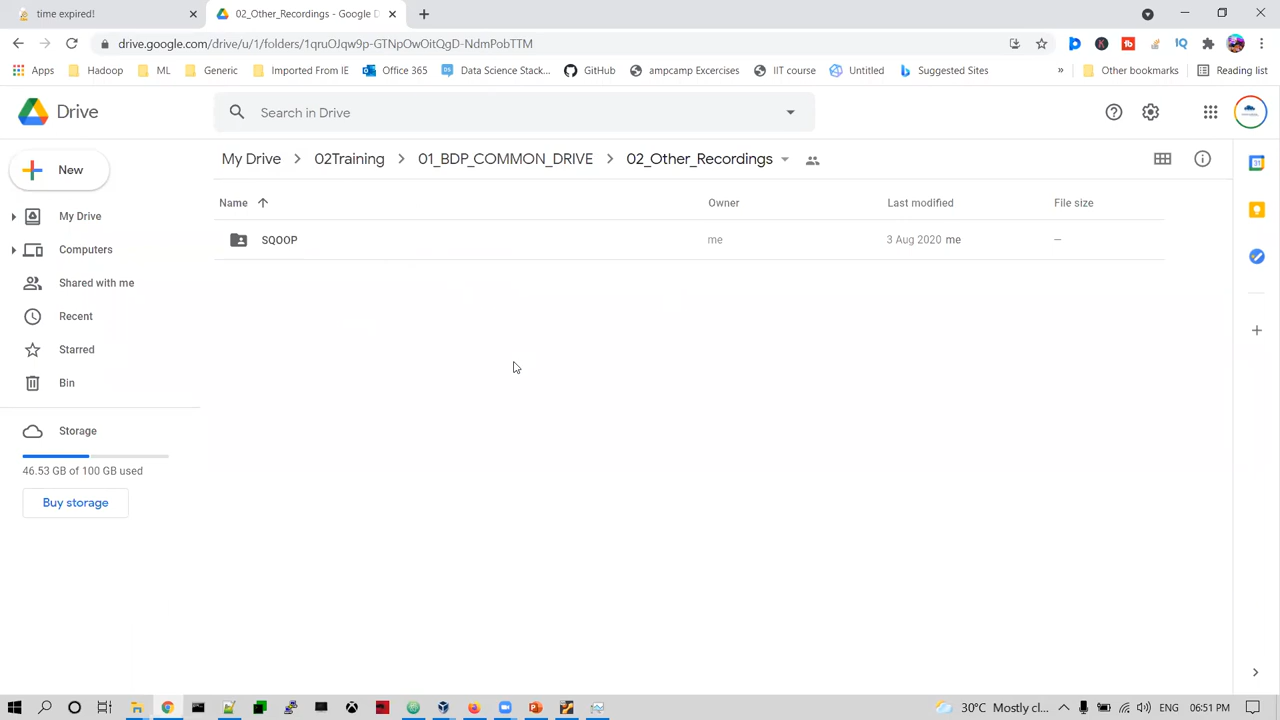 time expired!
02_Other_Recordings - Google D
drive.google.com/drive/u/1/folders/1qruOJqw9p-GTNpOwOitQgD-NdmPobTTM
Apps
Hadoop
ML
Generic
Imported From IE
Office 365
Data Science Stack...
GitHub
ampcamp Excercises
IIT course
Untitled
Suggested Sites
»
Other bookmarks
Reading list
Drive
Search in Drive
New
My Drive
Computers
Shared with me
Recent
Starred
Bin
Storage
46.53 GB of 100 GB used
Buy storage
My Drive > 02Training > 01_BDP_COMMON_DRIVE > 02_Other_Recordings
Name
Owner
Last modified
File size
SQOOP
me
3 Aug 2020 me
–
30°C Mostly cl...
ENG
06:51 PM